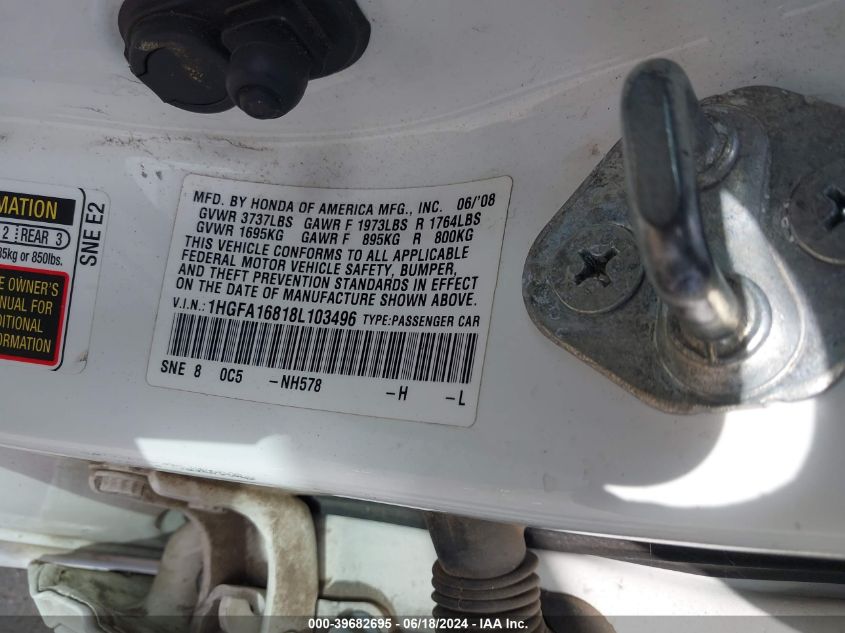 MATION
2 REAR 3
35kg or 850lbs.
E OWNER'S
ANUAL FOR
DITIONAL
FORMATION
SNE E2
MFD. BY HONDA OF AMERICA MFG., INC. 06/'08
GVWR 3737LBS GAWR F 1973LBS R 1764LBS
GVWR 1695KG GAWR F 895KG R 800KG
THIS VEHICLE CONFORMS TO ALL APPLICABLE
FEDERAL MOTOR VEHICLE SAFETY, BUMPER,
AND THEFT PREVENTION STANDARDS IN EFFECT
ON THE DATE OF MANUFACTURE SHOWN ABOVE.
V.I.N.: 1HGFA16818L103496 TYPE:PASSENGER CAR
SNE 8 0C5 -NH578 -H -L
000-39682695 - 06/18/2024 - IAA Inc.